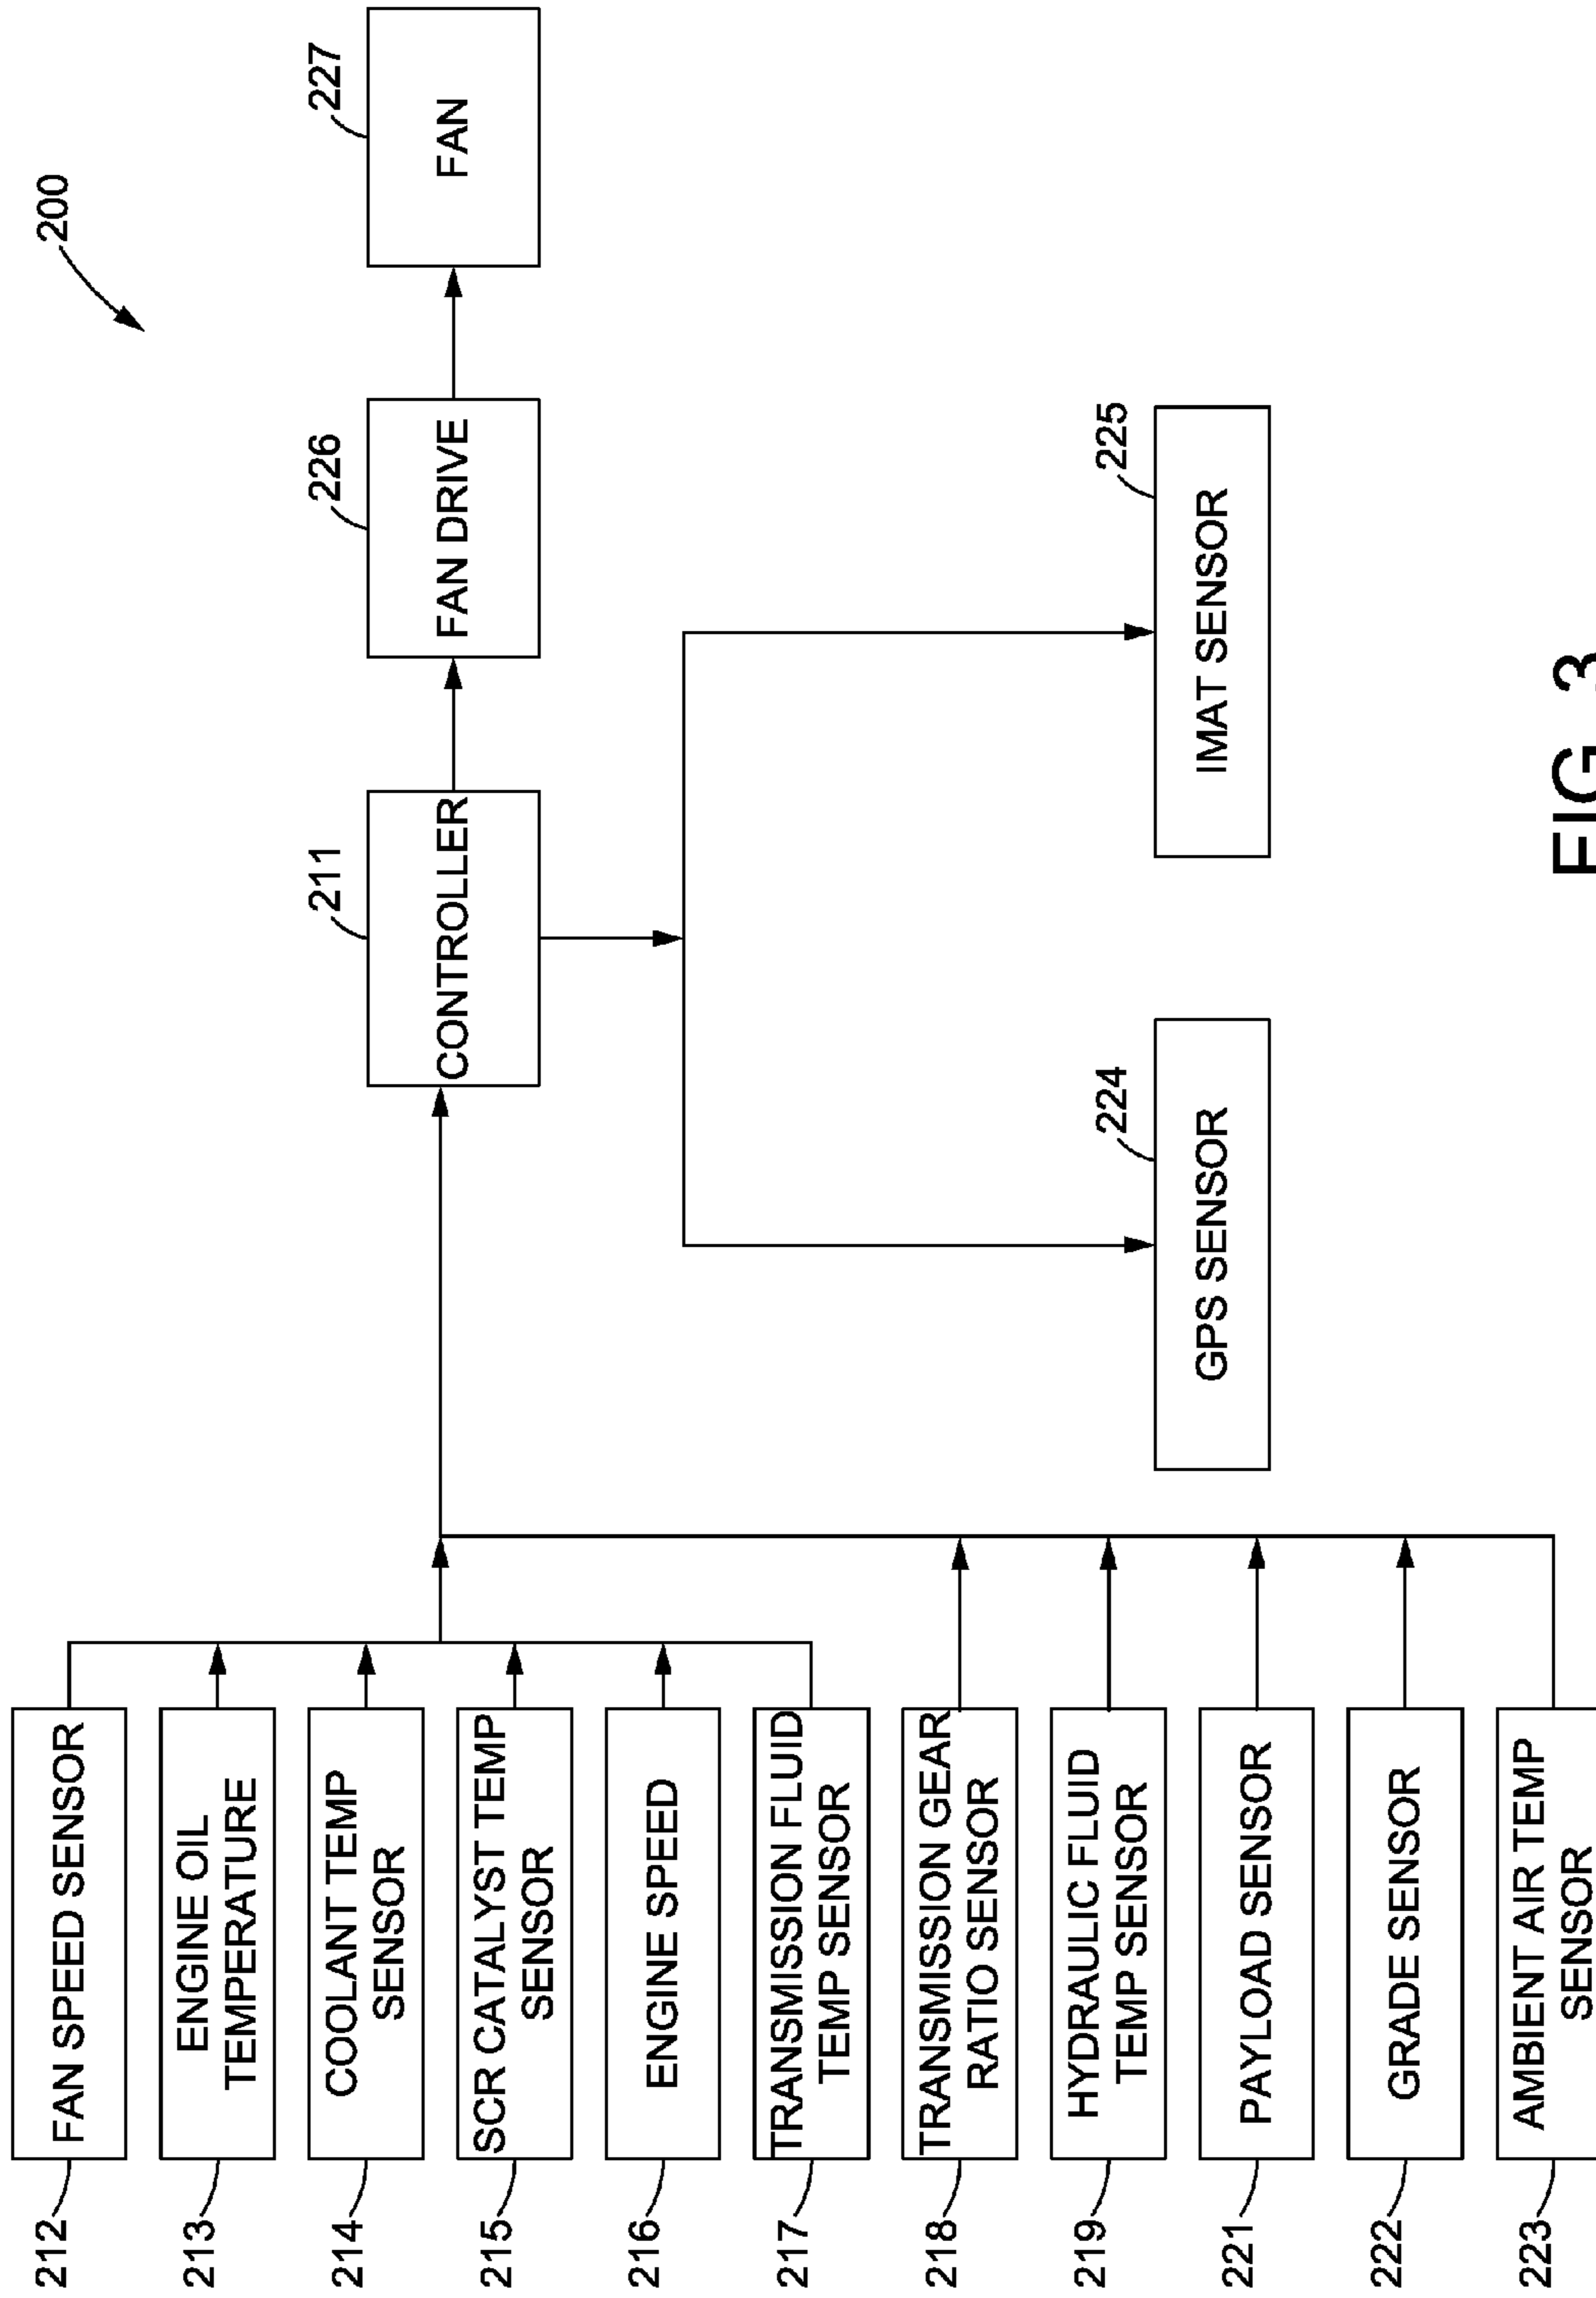 200
212
FAN SPEED SENSOR
213
ENGINE OIL
TEMPERATURE
214
COOLANT TEMP
SENSOR
215
SCR CATALYST TEMP
SENSOR
216
ENGINE SPEED
217
TRANSMISSION FLUID
TEMP SENSOR
218
TRANSMISSION GEAR
RATIO SENSOR
219
HYDRAULIC FLUID
TEMP SENSOR
221
PAYLOAD SENSOR
222
GRADE SENSOR
223
AMBIENT AIR TEMP
SENSOR
211
CONTROLLER
226
FAN DRIVE
227
FAN
224
GPS SENSOR
225
IMAT SENSOR
FIG. 3